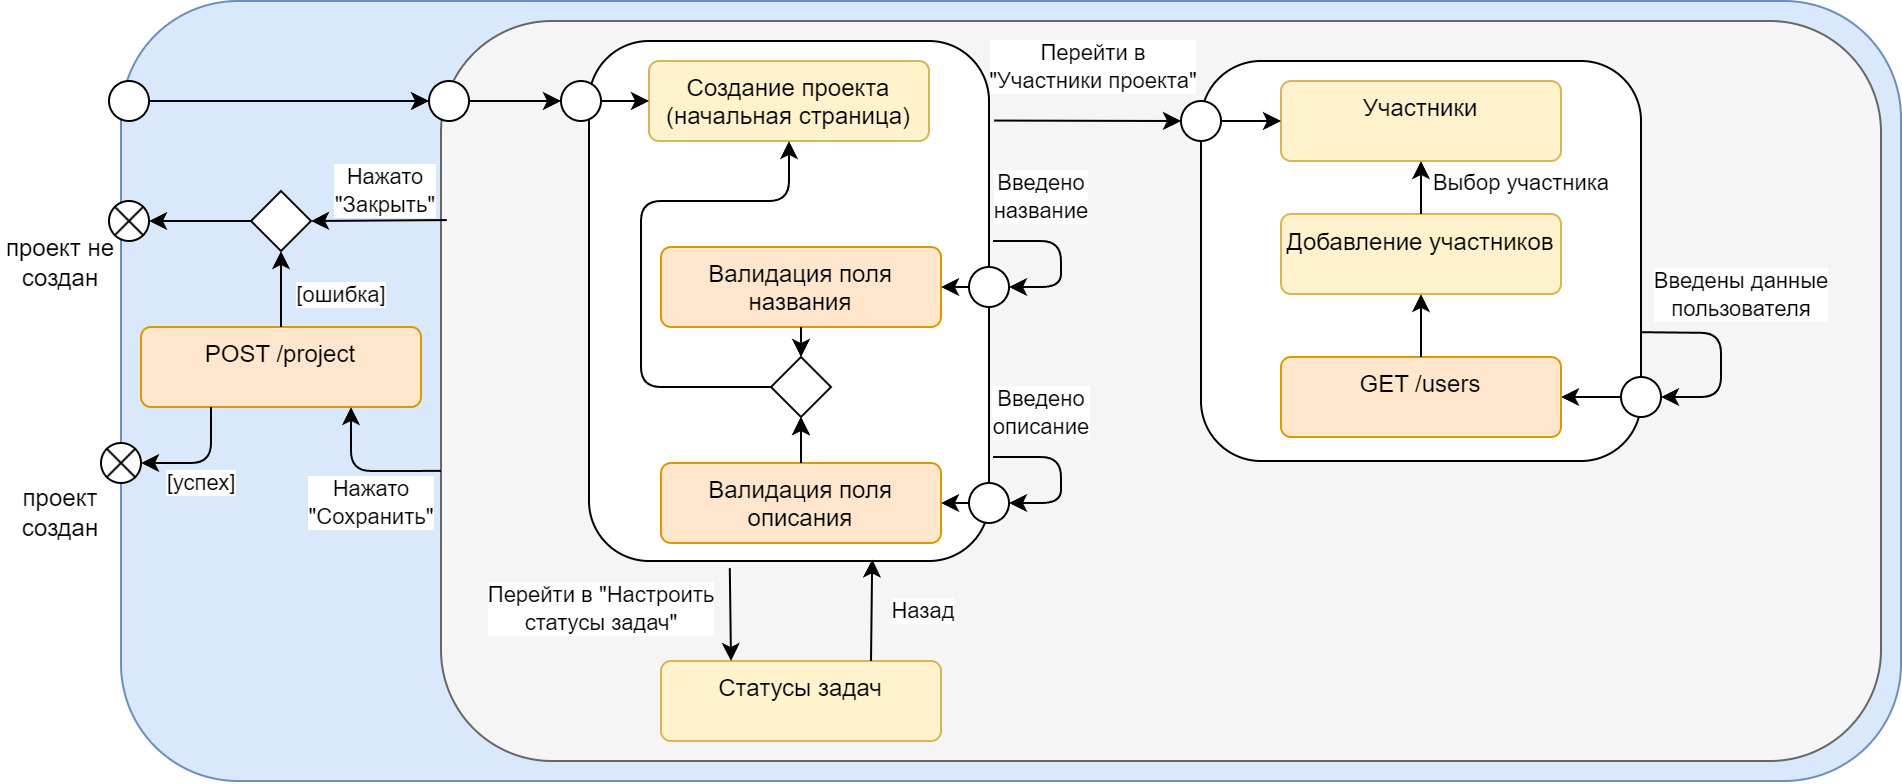 Создание проекта
(начальная страница)
Перейти в
"Участники проекта"
Участники
Нажато
"Закрыть"
Введено
название
Выбор участника
проект не
создан
Валидация поля
названия
Добавление участников
[ошибка]
Введены данные
пользователя
POST /project
Введено
описание
GET /users
[успех]
Нажато
"Сохранить"
проект
создан
Валидация поля
описания
Перейти в "Настроить
статусы задач"
Назад
Статусы задач